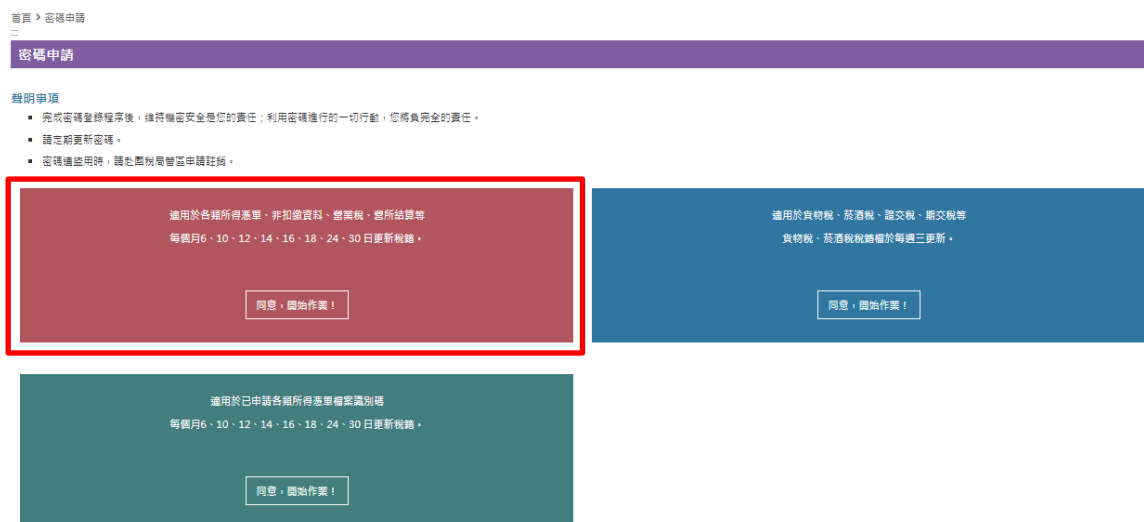 首頁 > 密碼申請
:::
密碼申請
聲明事項
▪ 完成密碼登錄程序後，維持機密安全是您的責任；利用密碼進行的一切行動，您將負完全的責任。
▪ 請定期更新密碼。
▪ 密碼遭盜用時，請赴國稅局轄區申請註銷。
適用於各類所得憑單、非扣繳資料、營業稅、營所結算等
每個月6、10、12、14、16、18、24、30 日更新稅籍。
同意，開始作業！
適用於貨物稅、菸酒稅、證交稅、期交稅等
貨物稅、菸酒稅稅籍檔於每週三更新。
同意，開始作業！
適用於已申請各類所得憑單檔案識別碼
每個月6、10、12、14、16、18、24、30 日更新稅籍。
同意，開始作業！